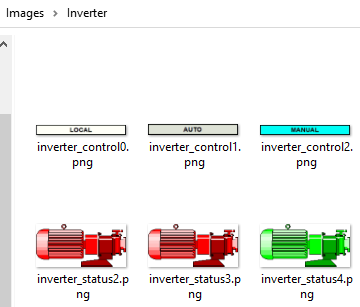 Images > Inverter
LOCAL AUTO MANUAL
inverter_control0. inverter_control1. inverter_control2.
png png png
inverter_status2.p inverter_status3.p inverter_status4.p
ng ng ng